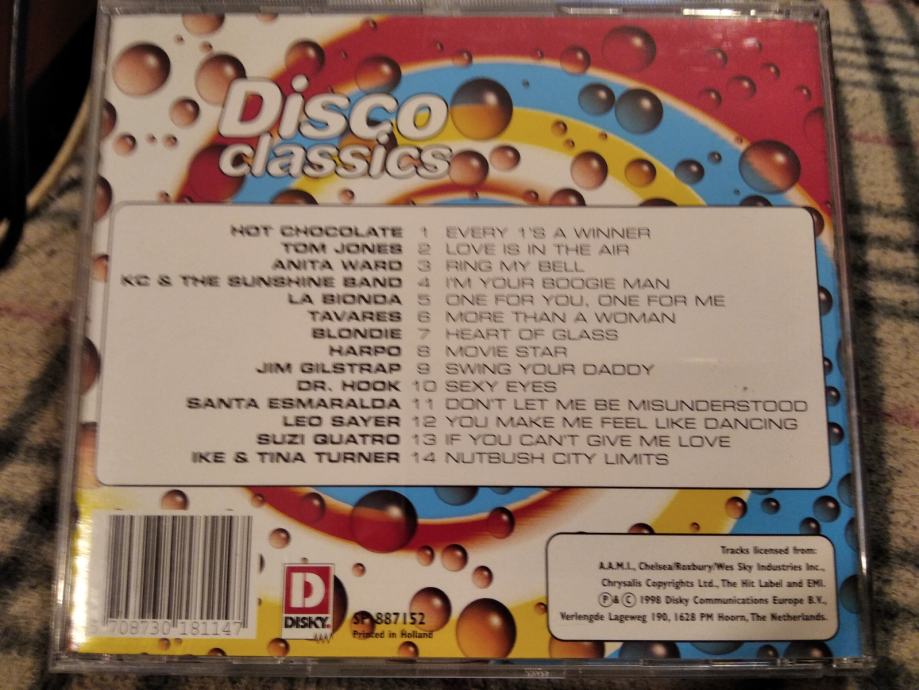 Disco
classics
HOT CHOCOLATE 1 EVERY 1'S A WINNER
TOM JONES 2 LOVE IS IN THE AIR
ANITA WARD 3 RING MY BELL
KC & THE SUNSHINE BAND 4 I'M YOUR BOOGIE MAN
LA BIONDA 5 ONE FOR YOU, ONE FOR ME
TAVARES 6 MORE THAN A WOMAN
BLONDIE 7 HEART OF GLASS
HARPO 8 MOVIE STAR
JIM GILSTRAP 9 SWING YOUR DADDY
DR. HOOK 10 SEXY EYES
SANTA ESMARALDA 11 DON'T LET ME BE MISUNDERSTOOD
LEO SAYER 12 YOU MAKE ME FEEL LIKE DANCING
SUZI QUATRO 13 IF YOU CAN'T GIVE ME LOVE
IKE & TINA TURNER 14 NUTBUSH CITY LIMITS
708730 181147
D
DISKY
SP 887152
Printed in Holland
Tracks licensed from:
A.A.M.I., Chelsea/Roxbury/Wes Sky Industries Inc.,
Chrysalis Copyrights Ltd., The Hit Label and EMI.
℗ & © 1998 Disky Communications Europe B.V.,
Verlengde Lageweg 190, 1628 PM Hoorn, The Netherlands.